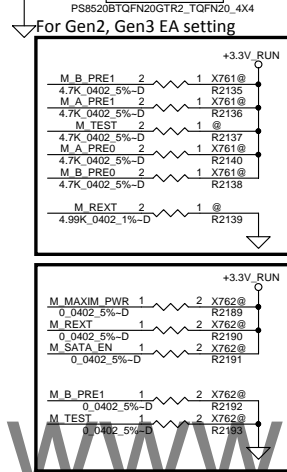 PS8520BTQFN20GTR2_TQFN20_4X4
For Gen2, Gen3 EA setting
+3.3V_RUN
M_B_PRE1 2 1 X761@
4.7K_0402_5%~D R2135
M_A_PRE1 2 1 X761@
4.7K_0402_5%~D R2136
M_TEST 2 1 @
4.7K_0402_5%~D R2137
M_A_PRE0 2 1 X761@
4.7K_0402_5%~D R2140
M_B_PRE0 2 1 X761@
4.7K_0402_5%~D R2138
M_REXT 2 1 @
4.99K_0402_1%~D R2139
+3.3V_RUN
M_MAXIM_PWR 1 2 X762@
0_0402_5%~D R2189
M_REXT 1 2 X762@
0_0402_5%~D R2190
M_SATA_EN 1 2 X762@
0_0402_5%~D R2191
M_B_PRE1 1 2 X762@
0_0402_5%~D R2192
M_TEST 1 2 X762@
0_0402_5%~D R2193
www